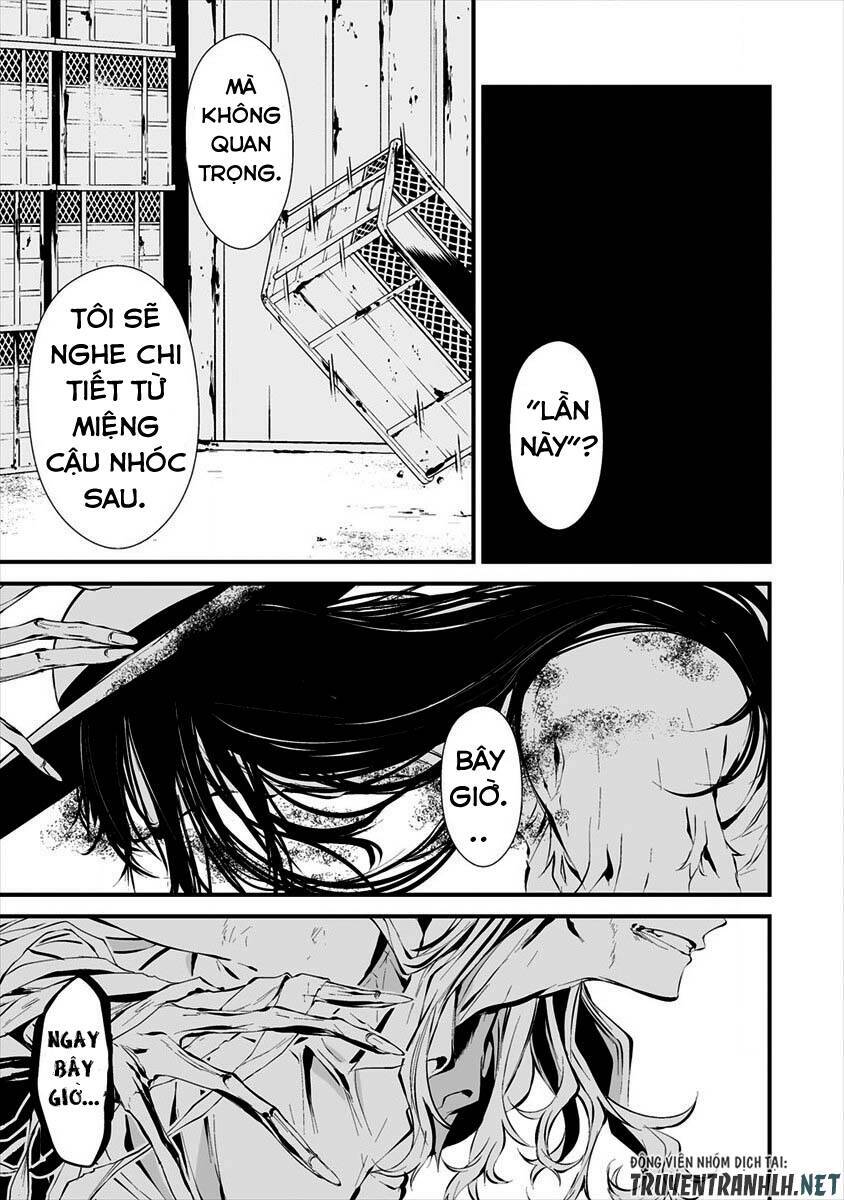 "LẦN
NÀY"?
MÀ
KHÔNG
QUAN
TRỌNG.
TÔI SẼ
NGHE CHI
TIẾT TỪ
MIỆNG
CẬU NHÓC
SAU.
BÂY
GIỜ.
..
NGAY
BÂY
GIỜ...
ĐỘNG VIÊN NHÓM DỊCH TẠI:
TRUYENTRANHLH.NET